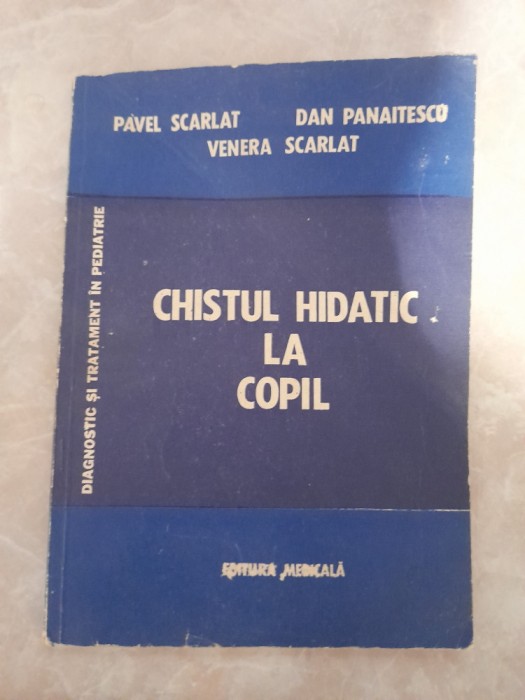 PAVEL SCARLAT DAN PANAITESCU
VENERA SCARLAT
DIAGNOSTIC ȘI TRATAMENT ÎN PEDIATRIE
CHISTUL HIDATIC
LA
COPIL
EDITURA MEDICALĂ